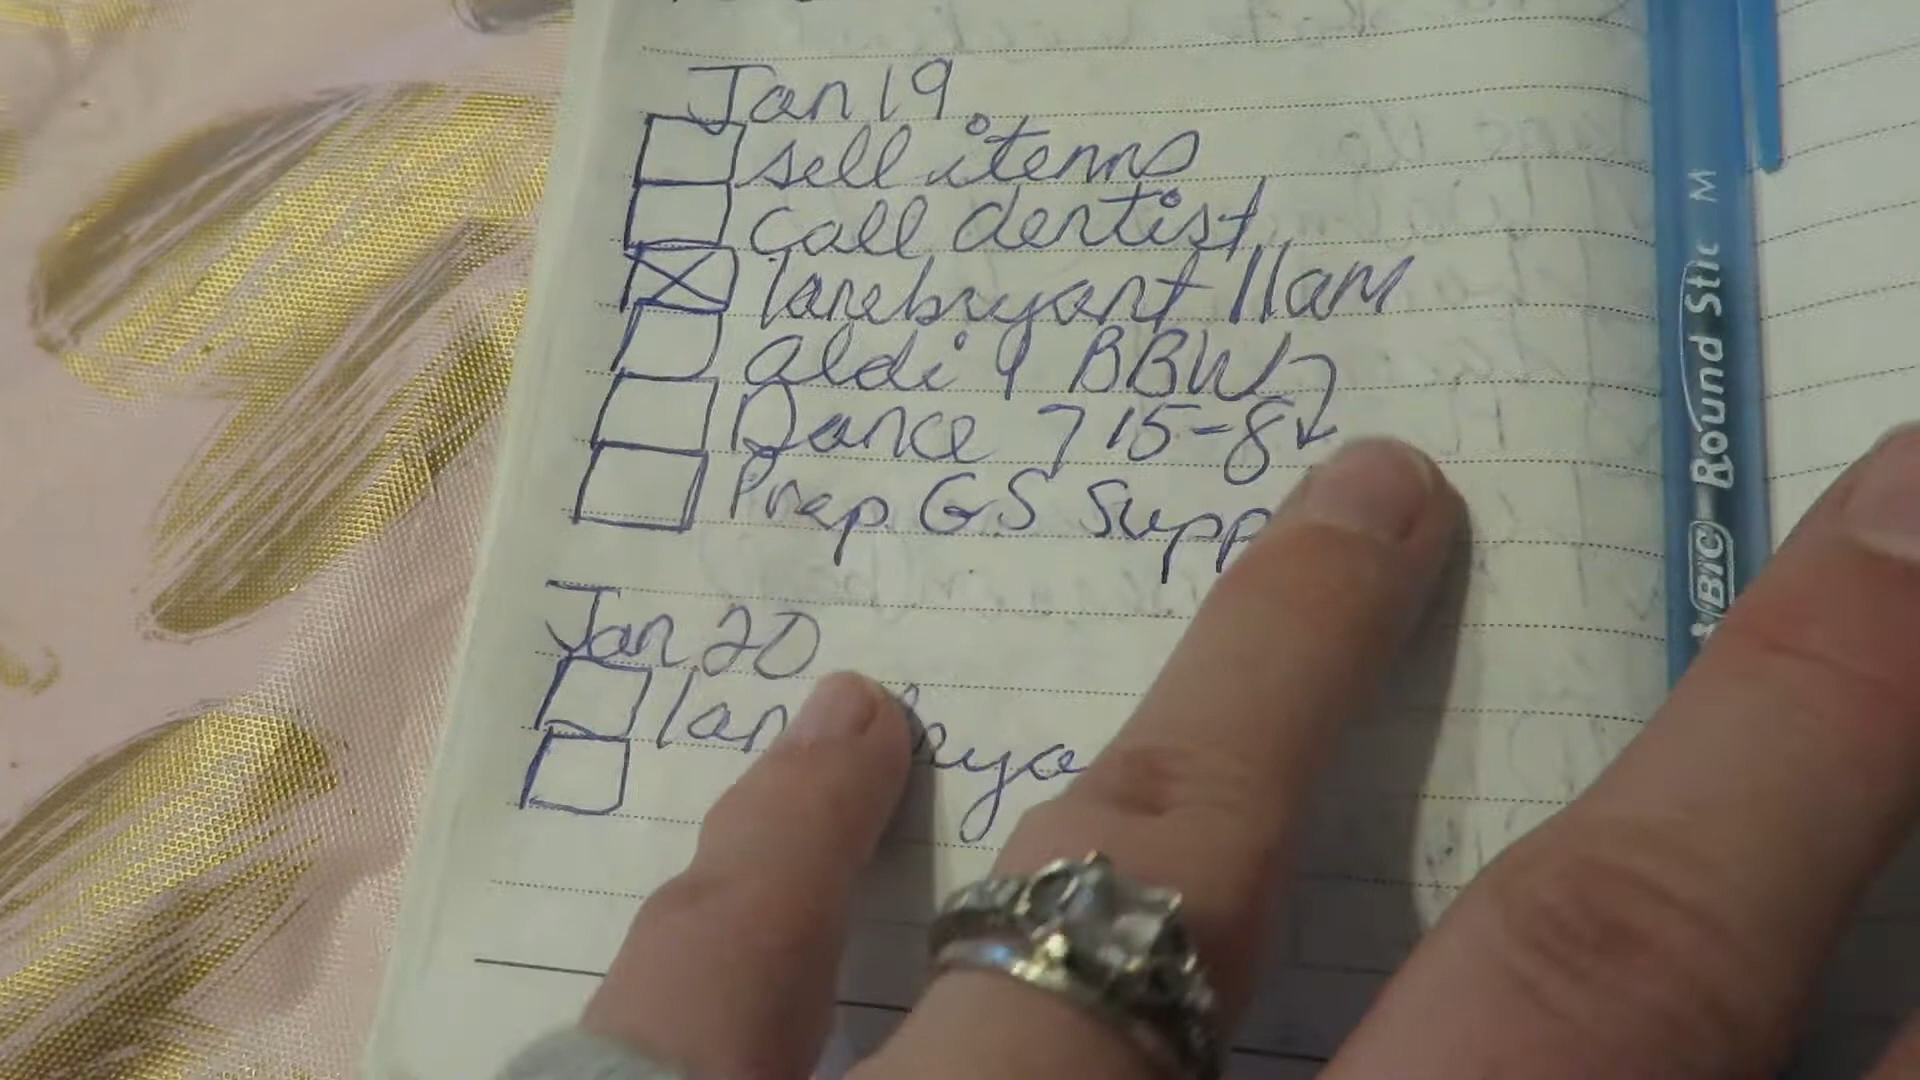 Jan 19
sell items
call dentist
lanebryant 11am
aldi & BBW
Dance 715-8
Prep GS Supp
Jan 20
BIC Round Stic M